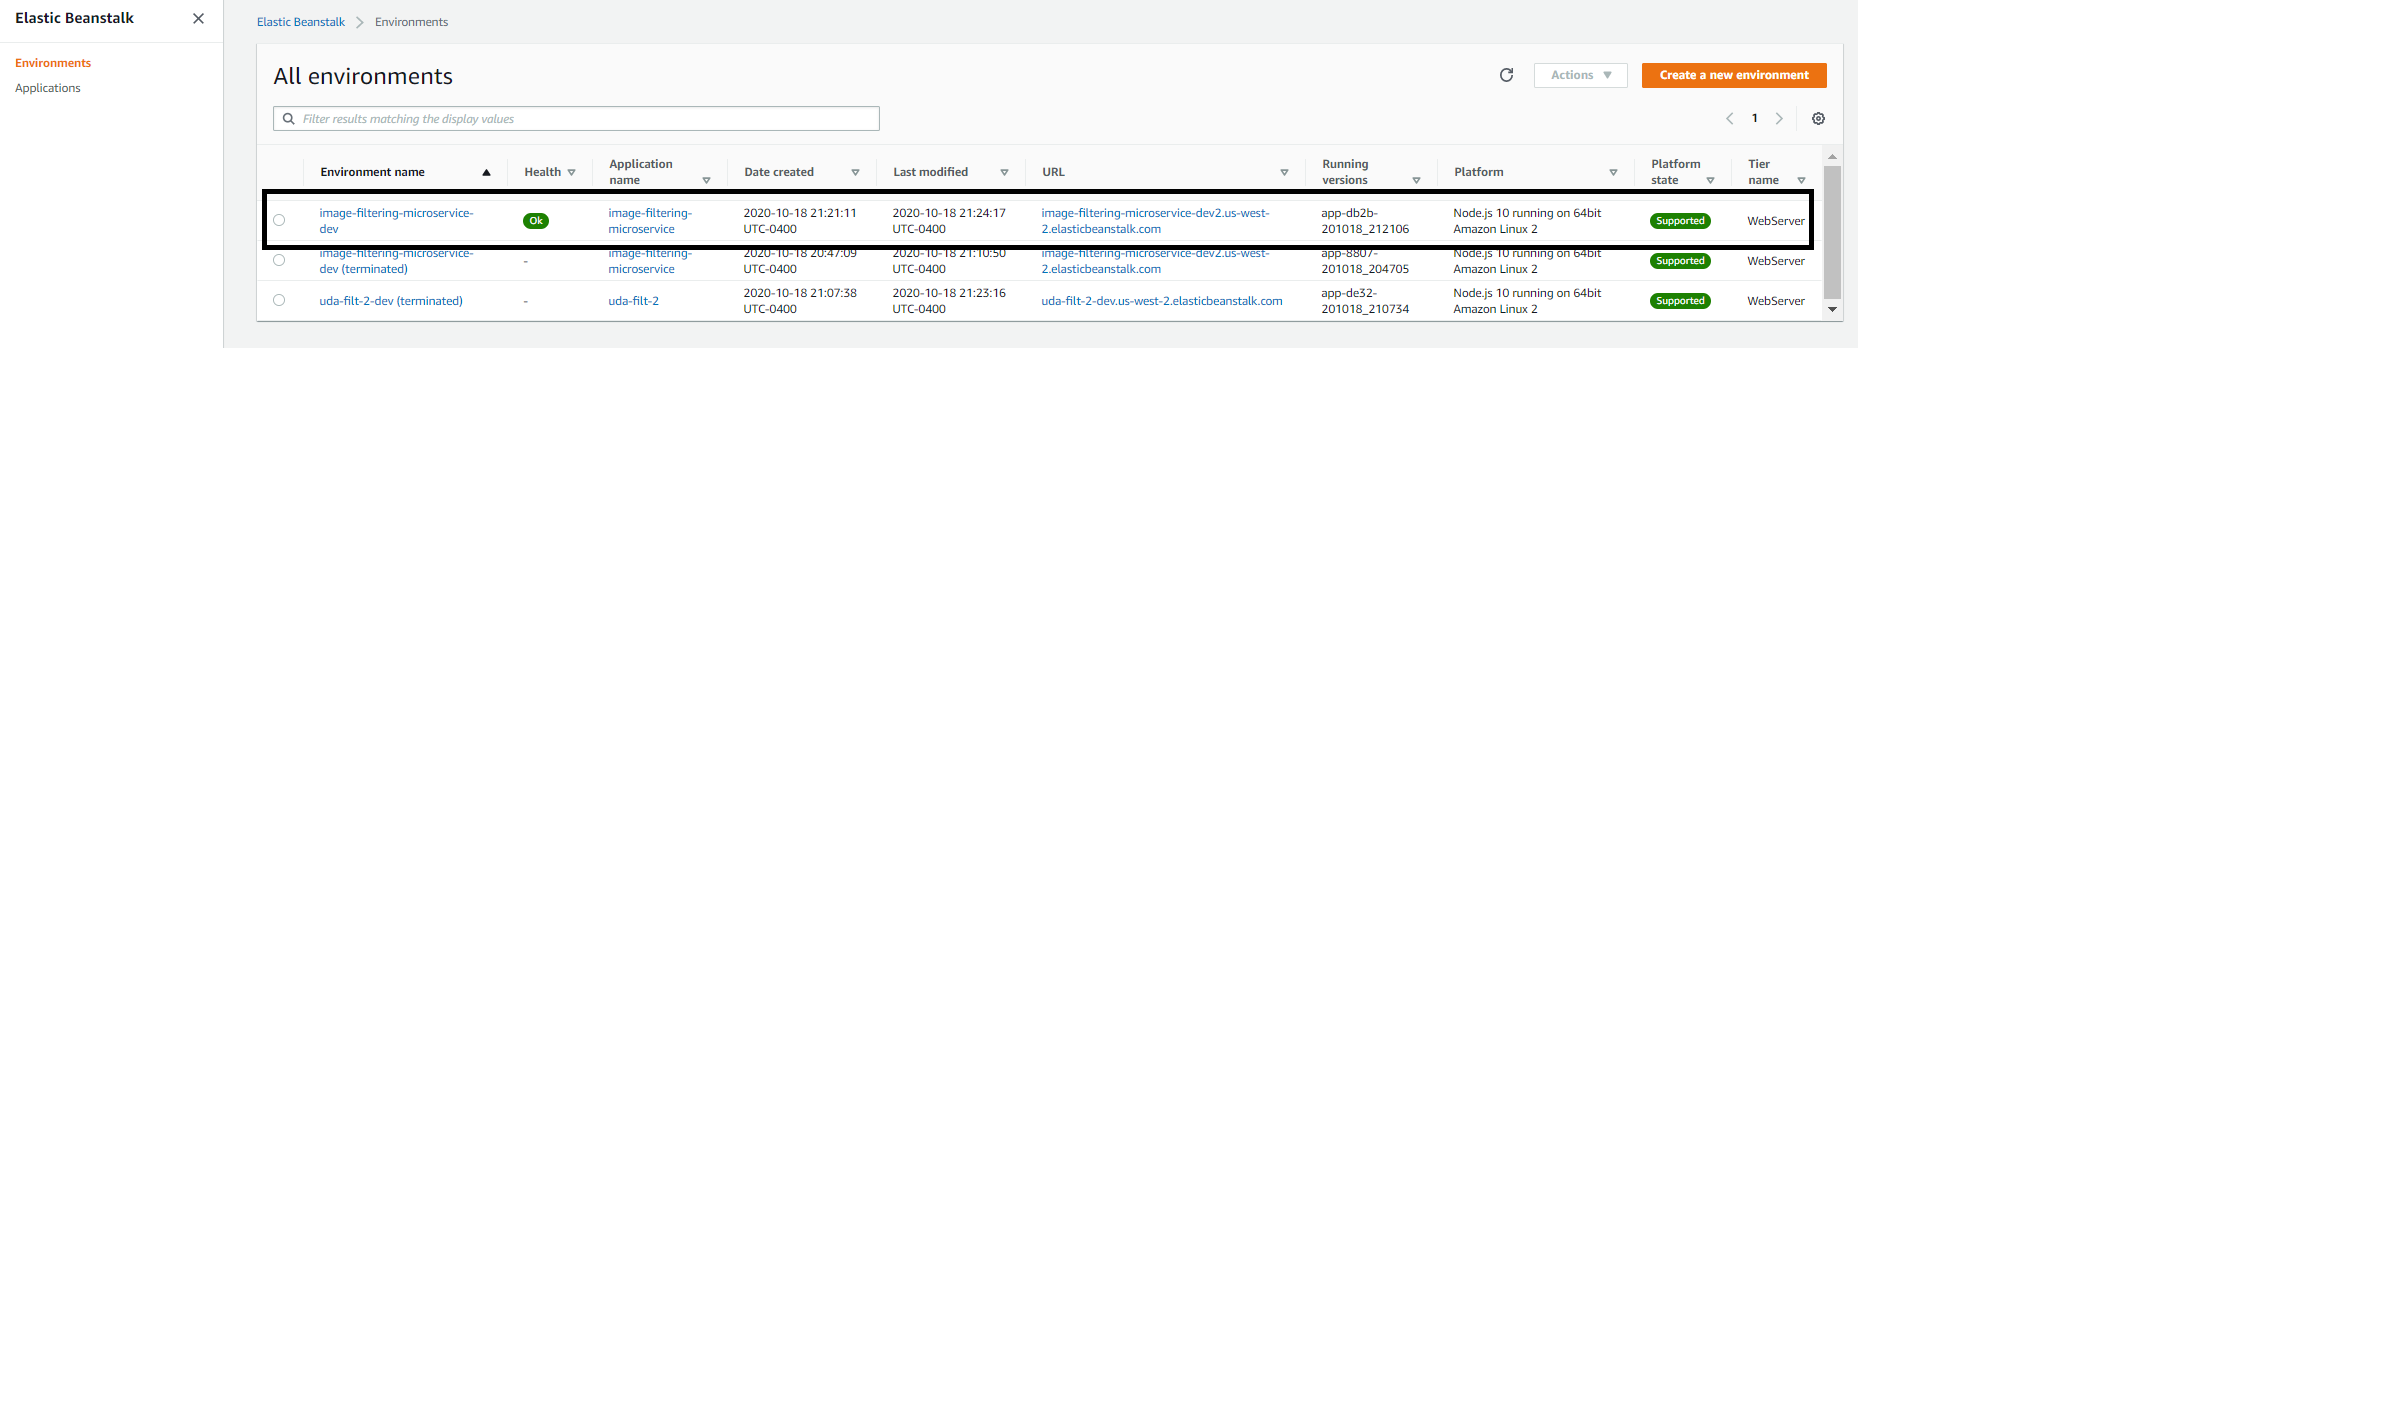 Elastic Beanstalk
Environments
Applications
Elastic Beanstalk > Environments
All environments
Actions
Create a new environment
Filter results matching the display values
1
Environment name
Health
Application
name
Date created
Last modified
URL
Running
versions
Platform
Platform
state
Tier
name
image-filtering-microservice-
dev
Ok
image-filtering-
microservice
2020-10-18 21:21:11
UTC-0400
2020-10-18 21:24:17
UTC-0400
image-filtering-microservice-dev2.us-west-
2.elasticbeanstalk.com
app-db2b-
201018_212106
Node.js 10 running on 64bit
Amazon Linux 2
Supported
WebServer
image-filtering-microservice-
dev (terminated)
-
image-filtering-
microservice
2020-10-18 20:47:09
UTC-0400
2020-10-18 21:10:50
UTC-0400
image-filtering-microservice-dev2.us-west-
2.elasticbeanstalk.com
app-8807-
201018_204705
Node.js 10 running on 64bit
Amazon Linux 2
Supported
WebServer
uda-filt-2-dev (terminated)
-
uda-filt-2
2020-10-18 21:07:38
UTC-0400
2020-10-18 21:23:16
UTC-0400
uda-filt-2-dev.us-west-2.elasticbeanstalk.com
app-de32-
201018_210734
Node.js 10 running on 64bit
Amazon Linux 2
Supported
WebServer